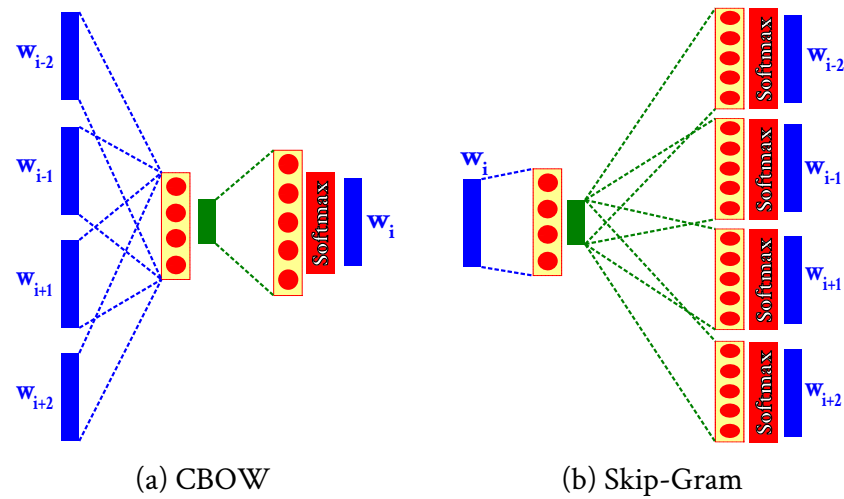 w_{i-2}
w_{i-1}
w_{i+1}
w_{i+2}
Softmax
w_i
(a) CBOW
w_i
Softmax
w_{i-2}
Softmax
w_{i-1}
Softmax
w_{i+1}
Softmax
w_{i+2}
(b) Skip-Gram